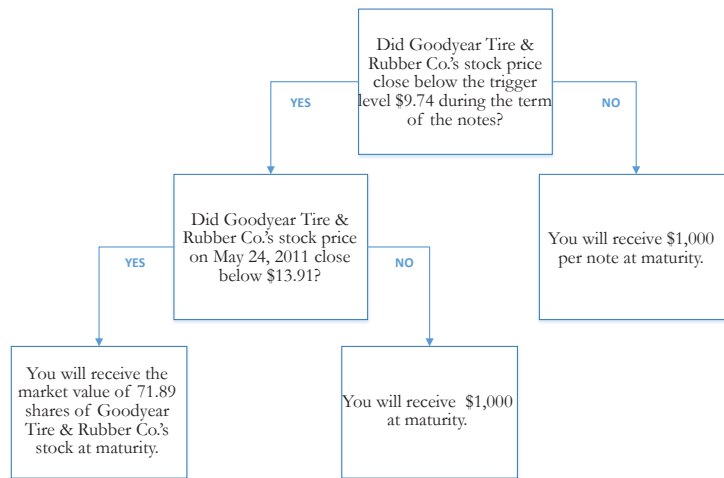 Did Goodyear Tire &
Rubber Co.'s stock price
close below the trigger
level $9.74 during the term
of the notes?
YES
NO
Did Goodyear Tire &
Rubber Co.'s stock price
on May 24, 2011 close
below $13.91?
You will receive $1,000
per note at maturity.
YES
NO
You will receive the
market value of 71.89
shares of Goodyear
Tire & Rubber Co.'s
stock at maturity.
You will receive $1,000
at maturity.